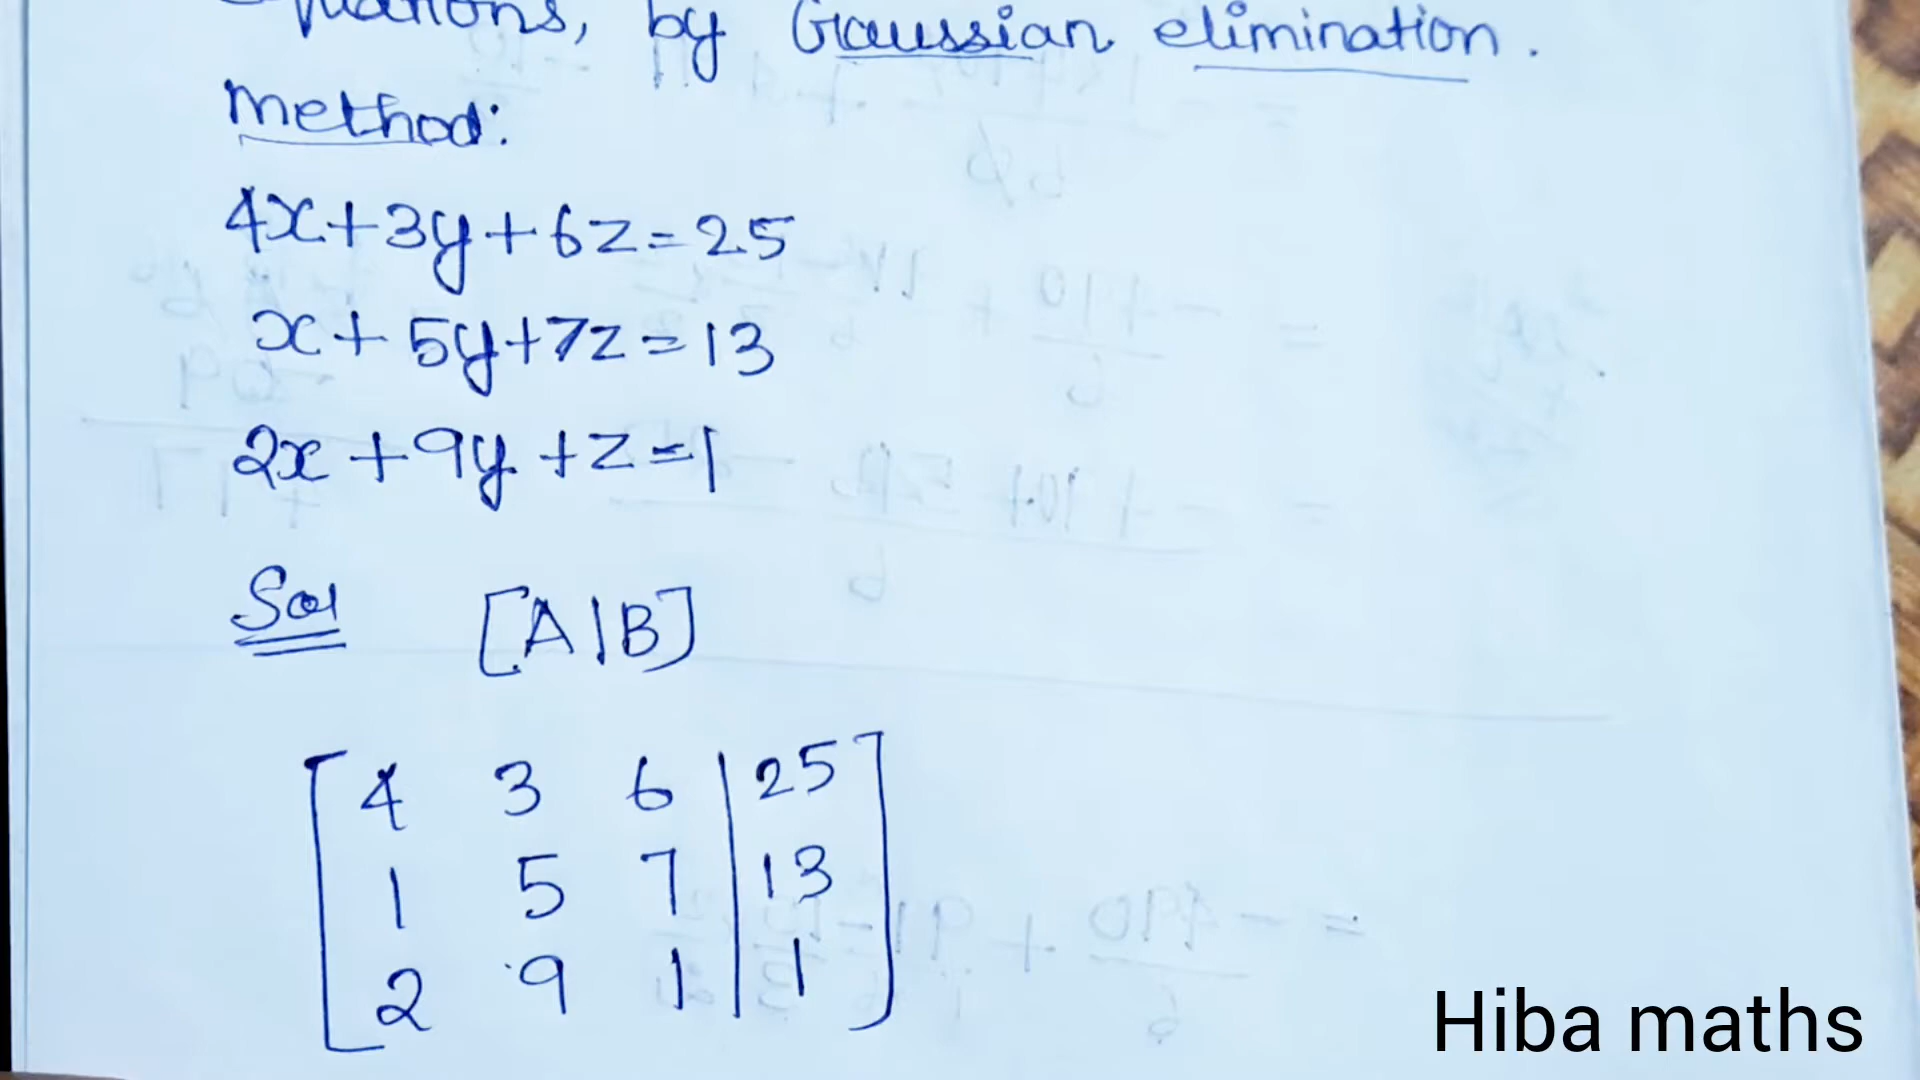 by Gaussian elimination.
Method:
4x+3y+6z=25
x+5y+7z=13
2x+9y+z=1
Sol [A|B]
4 3 6 | 25
1 5 7 | 13
2 9 1 | 1
Hiba maths